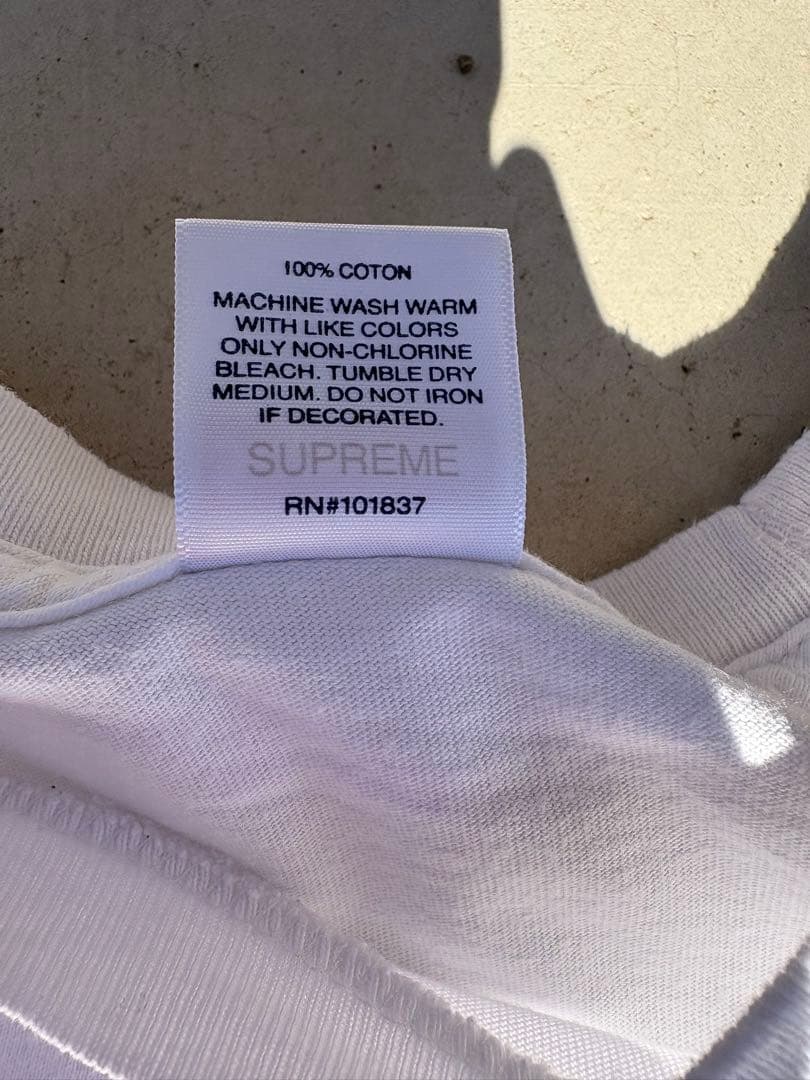 100% COTON
MACHINE WASH WARM
WITH LIKE COLORS
ONLY NON-CHLORINE
BLEACH. TUMBLE DRY
MEDIUM. DO NOT IRON
IF DECORATED.
SUPREME
RN#101837